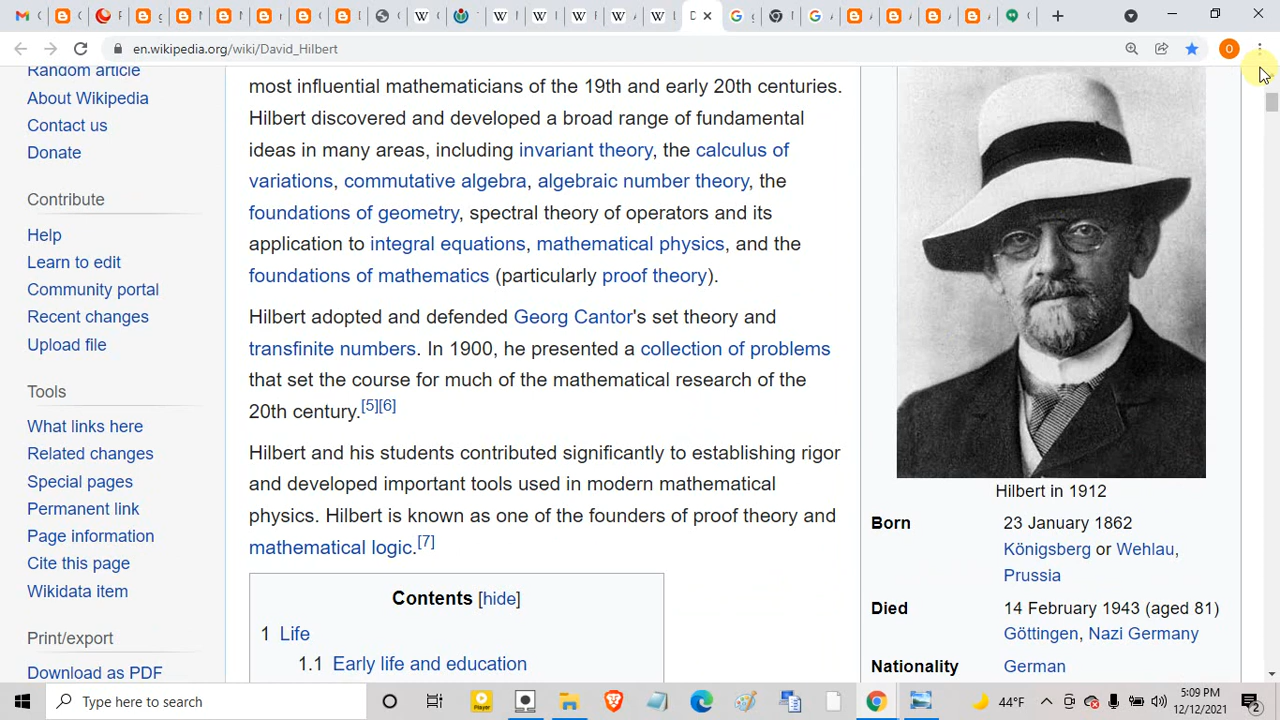 en.wikipedia.org/wiki/David_Hilbert
O
Random article
About Wikipedia
Contact us
Donate
Contribute
Help
Learn to edit
Community portal
Recent changes
Upload file
Tools
What links here
Related changes
Special pages
Permanent link
Page information
Cite this page
Wikidata item
Print/export
Download as PDF
most influential mathematicians of the 19th and early 20th centuries.
Hilbert discovered and developed a broad range of fundamental
ideas in many areas, including invariant theory, the calculus of
variations, commutative algebra, algebraic number theory, the
foundations of geometry, spectral theory of operators and its
application to integral equations, mathematical physics, and the
foundations of mathematics (particularly proof theory).
Hilbert adopted and defended Georg Cantor's set theory and
transfinite numbers. In 1900, he presented a collection of problems
that set the course for much of the mathematical research of the
20th century.[5][6]
Hilbert and his students contributed significantly to establishing rigor
and developed important tools used in modern mathematical
physics. Hilbert is known as one of the founders of proof theory and
mathematical logic.[7]
Contents [hide]
1 Life
1.1 Early life and education
Hilbert in 1912
Born 23 January 1862
Königsberg or Wehlau,
Prussia
Died 14 February 1943 (aged 81)
Göttingen, Nazi Germany
Nationality German
Type here to search
Player
44°F
5:09 PM
12/12/2021
2